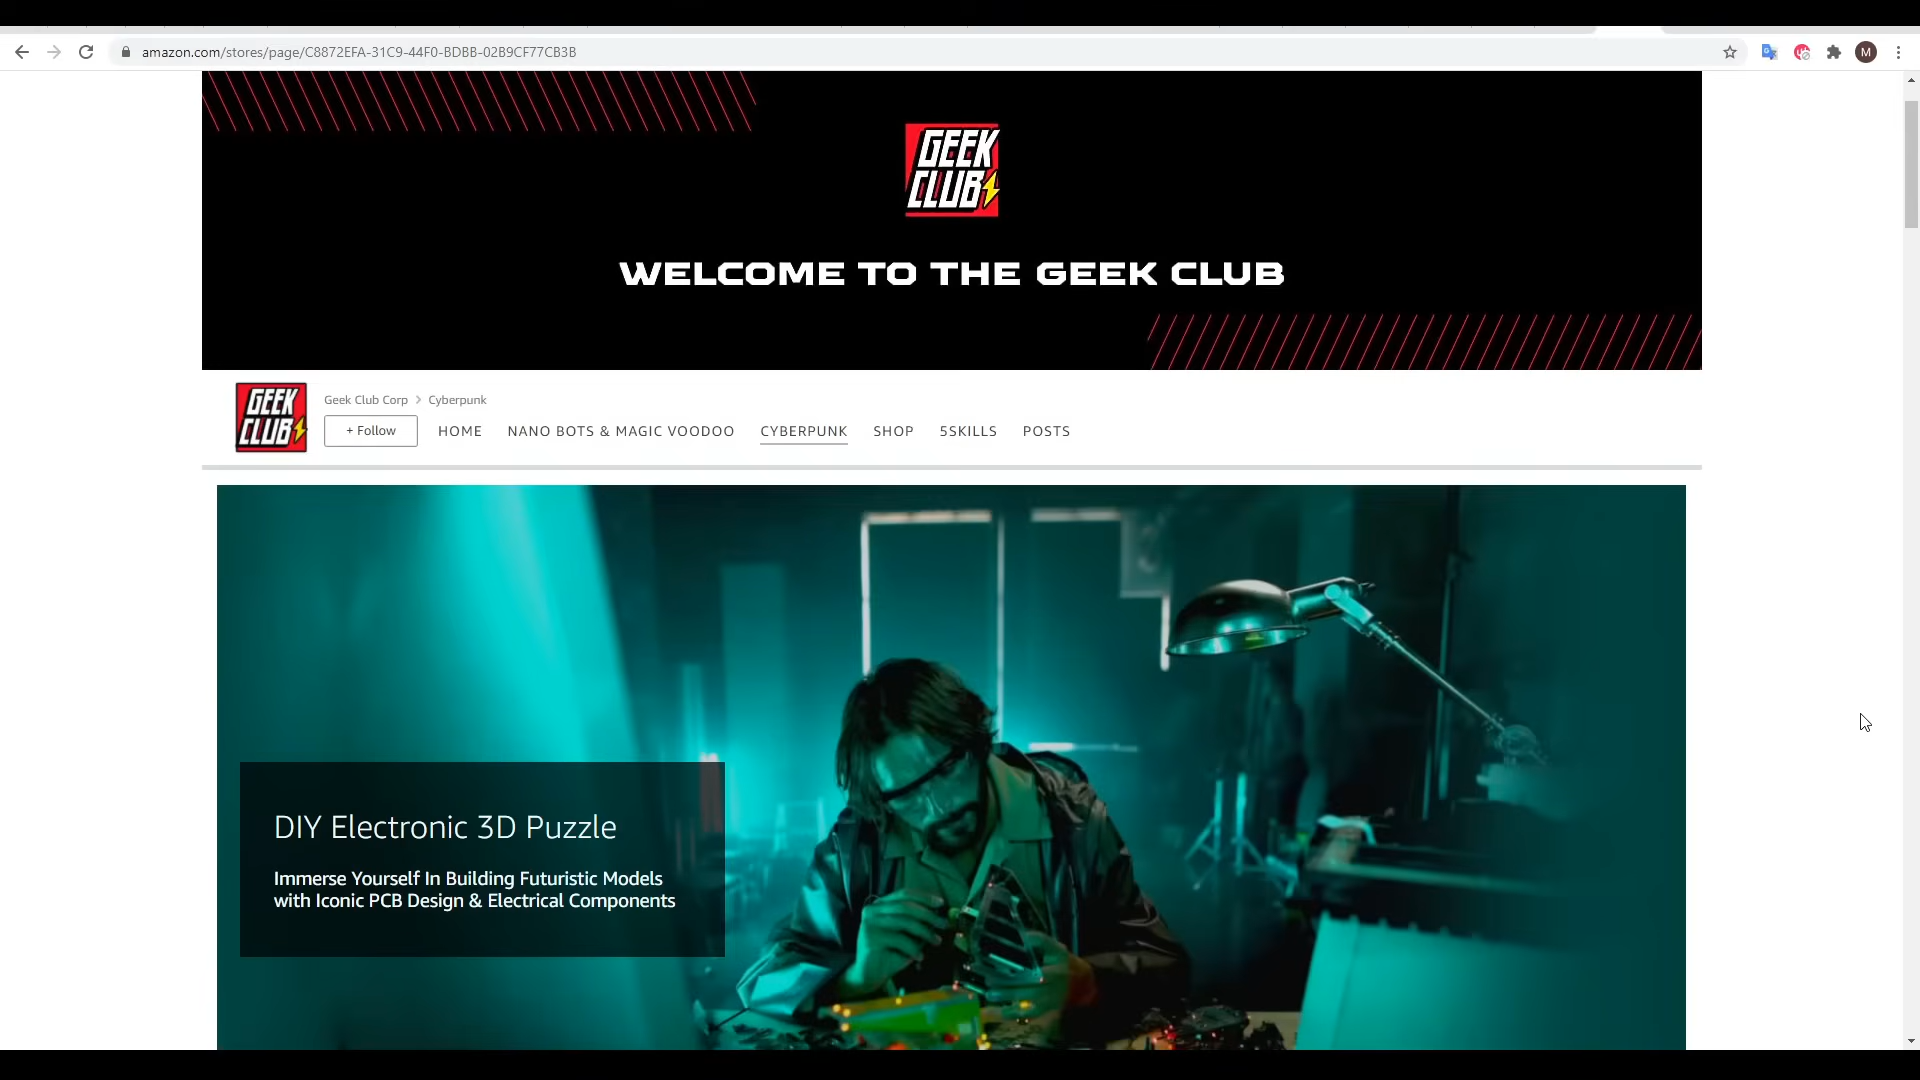 amazon.com/stores/page/C8872EFA-31C9-44F0-BDBB-02B9CF77CB3B
M
GEEK
CLUB
WELCOME TO THE GEEK CLUB
GEEK
CLUB
Geek Club Corp > Cyberpunk
+ Follow
HOME NANO BOTS & MAGIC VOODOO CYBERPUNK SHOP 5SKILLS POSTS
DIY Electronic 3D Puzzle
Immerse Yourself In Building Futuristic Models
with Iconic PCB Design & Electrical Components